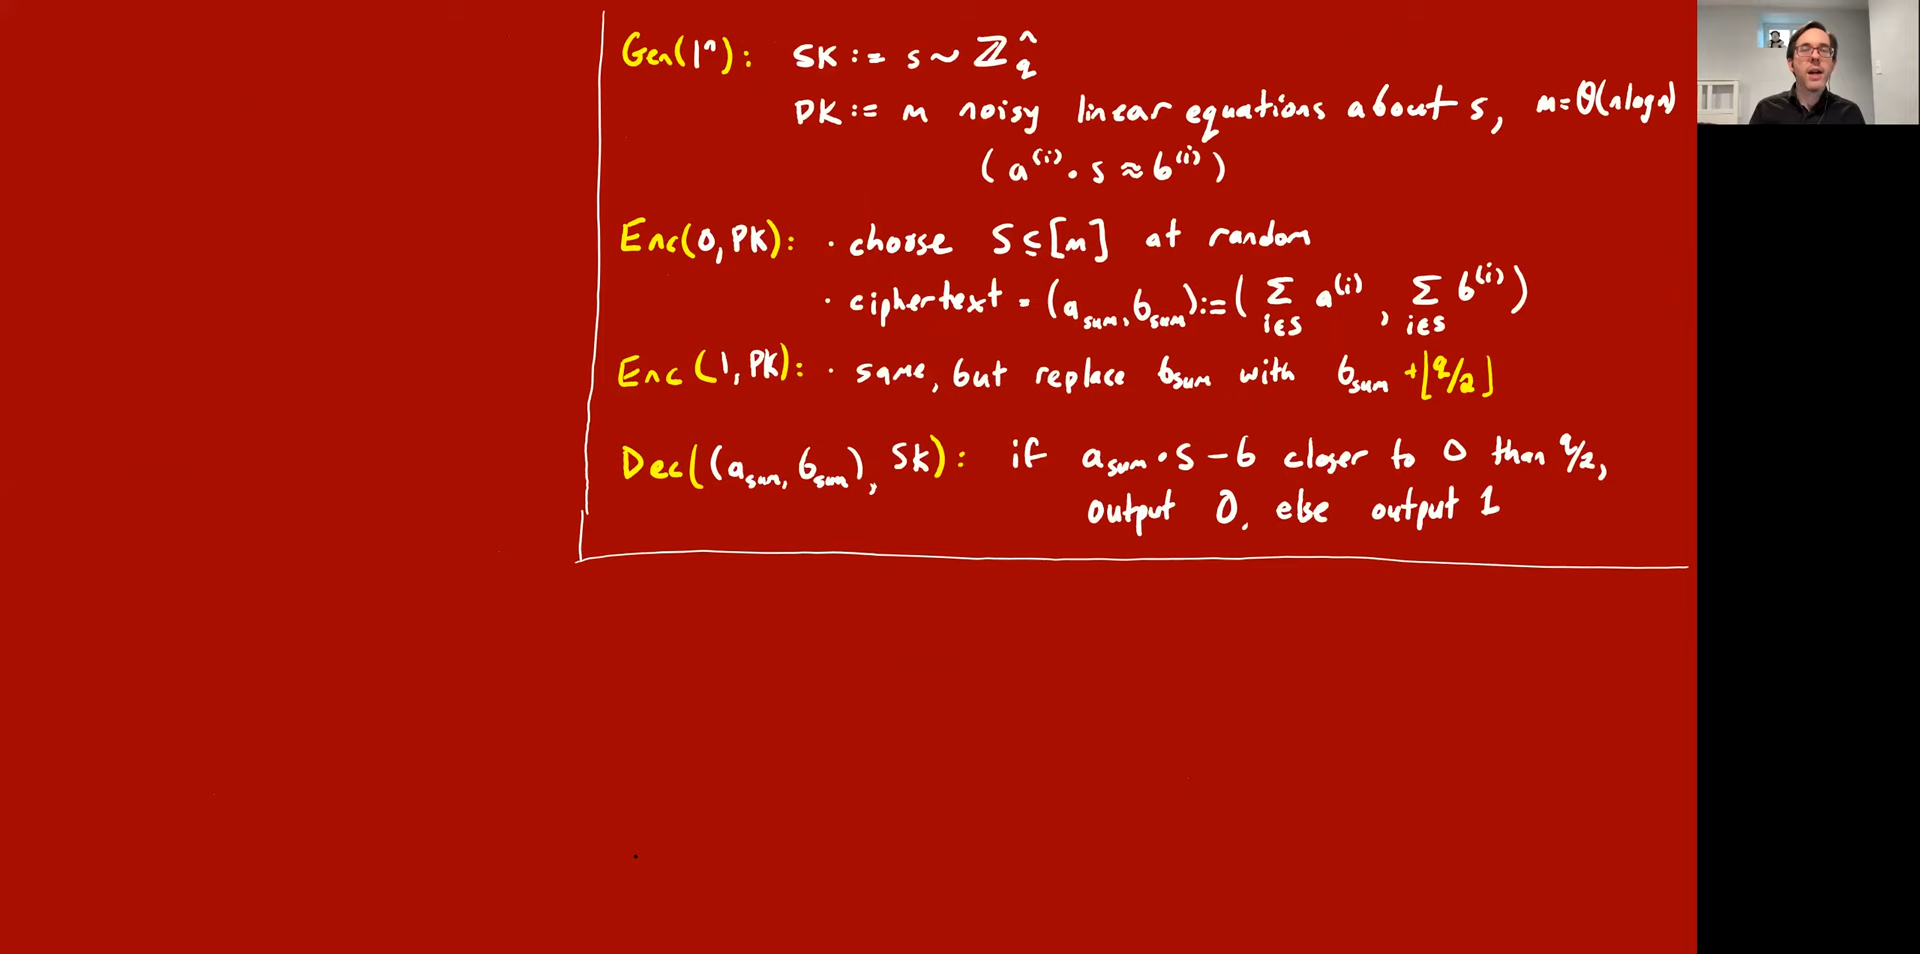 Gen(1ⁿ): SK := s ~ ℤ_q^n
PK := m noisy linear equations about s, m = Θ(n log n)
(a⁽ⁱ⁾ · s ≈ b⁽ⁱ⁾)
Enc(0, PK): · choose S ⊆ [m] at random
· ciphertext = (a_sum, b_sum) := (Σ_{i∈S} a⁽ⁱ⁾, Σ_{i∈S} b⁽ⁱ⁾)
Enc(1, PK): · same, but replace b_sum with b_sum + ⌊q/2⌋
Dec((a_sum, b_sum), SK): if a_sum · s − b closer to 0 than q/2,
output 0, else output 1